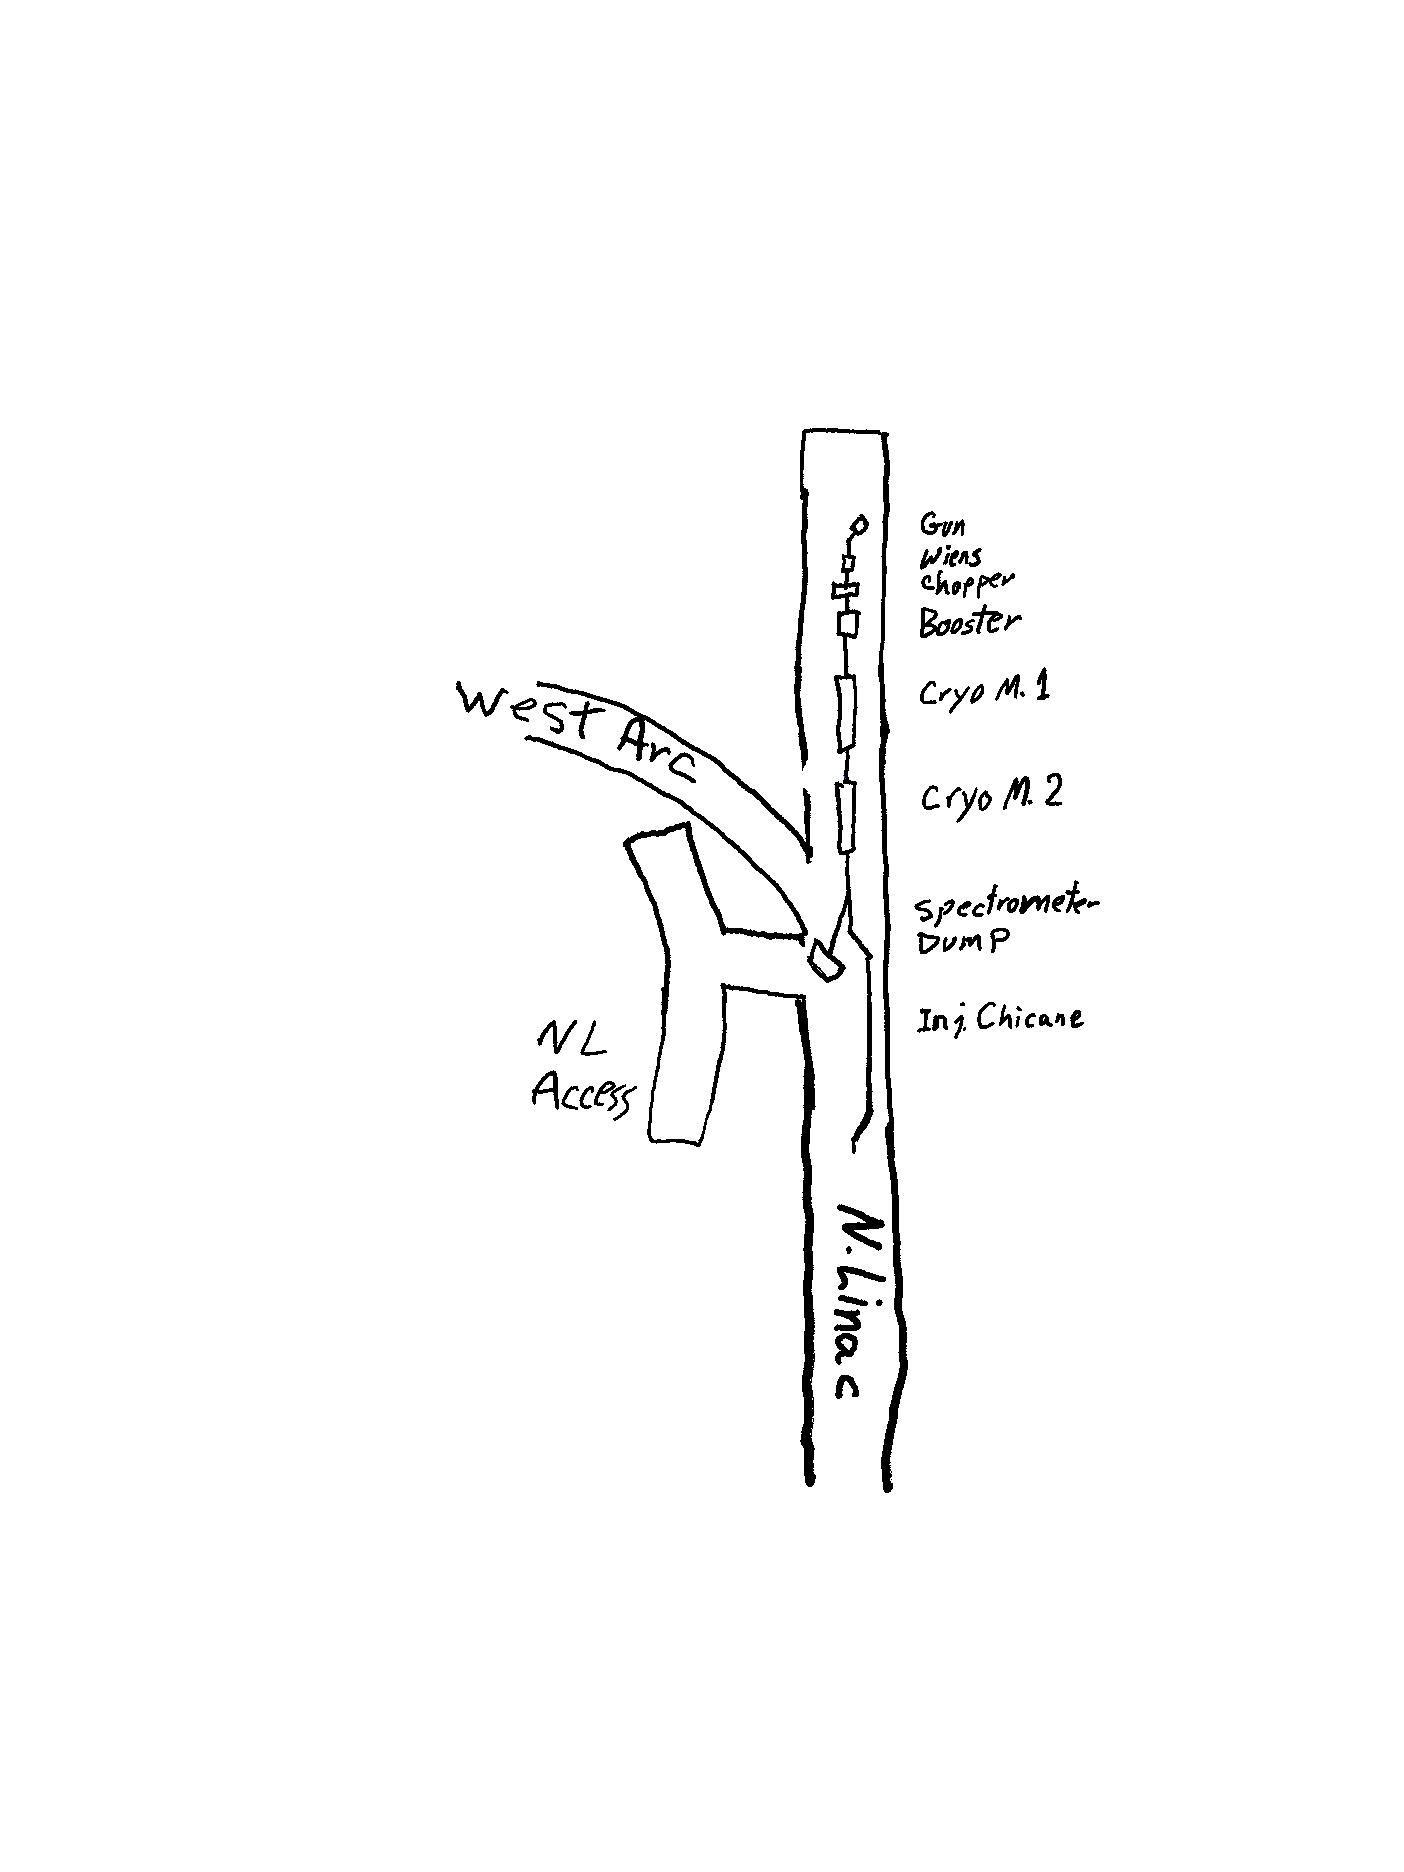 Gun
Wiens
Chopper
Booster
West Arc
Cryo M. 1
Cryo M. 2
Spectrometer
Dump
Inj. Chicane
NL
Access
N. Linac